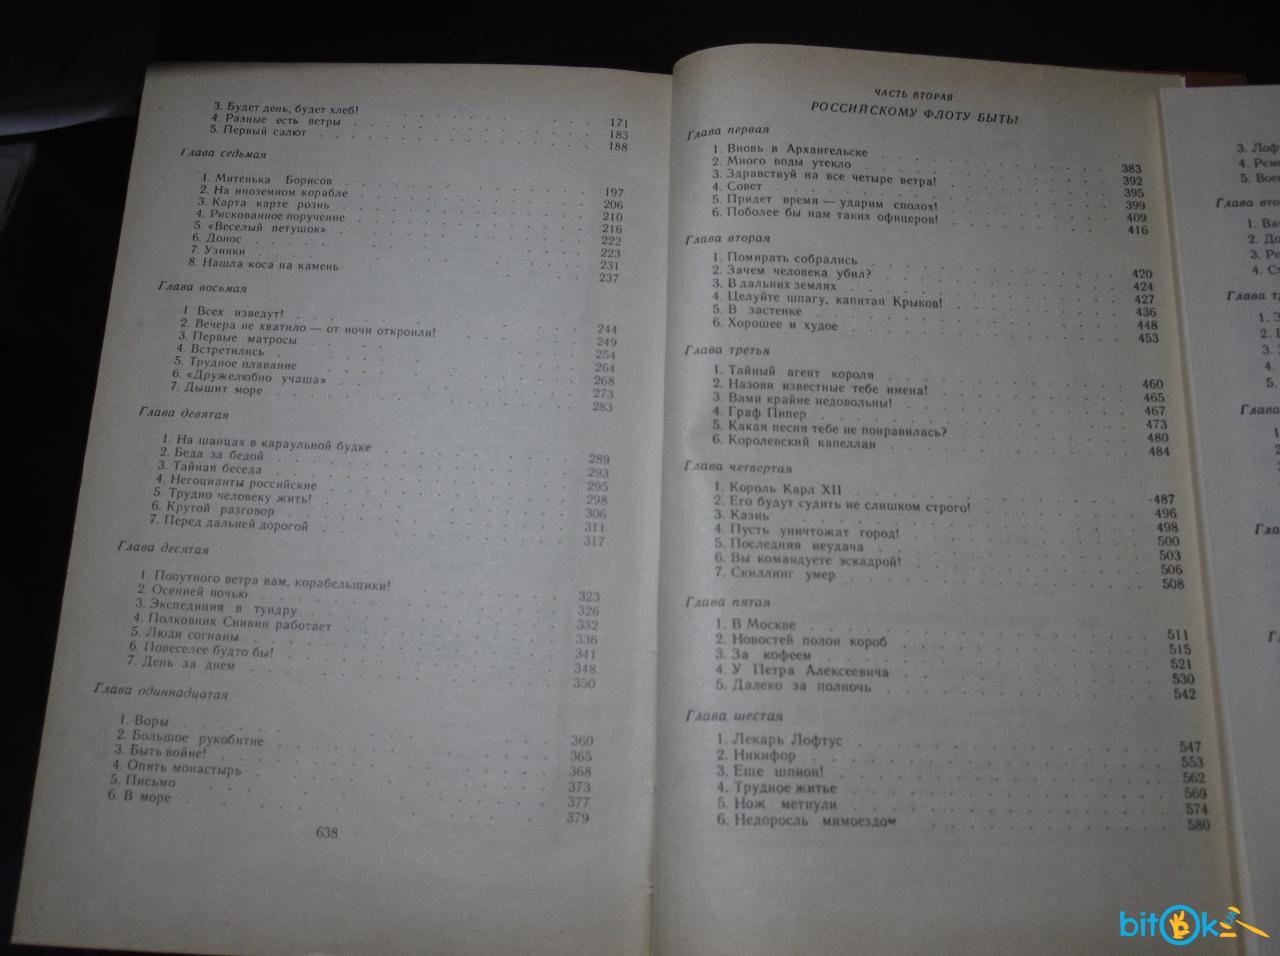 3. Будет день, будет хлеб! 171
4. Разные есть ветры 183
5. Первый салют 188
Глава седьмая
1. Митенька Борисов 197
2. На иноземном корабле 206
3. Карта карте рознь 210
4. Рискованное поручение 216
5. «Веселый петушок» 222
6. Донос 223
7. Узники 231
8. Нашла коса на камень 237
Глава восьмая
1 Всех изведут! 244
2. Вечера не хватило — от ночи откроили! 249
3. Первые матросы 254
4. Встретились 264
5. Трудное плавание 268
6. «Дружелюбно учаша» 273
7. Дышит море 283
Глава девятая
1. На шанцах в караульной будке 289
2. Беда за бедой 293
3. Тайная беседа 295
4. Негоцианты российские 298
5. Трудно человеку жить! 306
6. Крутой разговор 311
7. Перед дальней дорогой 317
Глава десятая
1. Попутного ветра вам, корабельщики! 323
2. Осенней ночью 326
3. Экспедиция в тундру 332
4. Полковник Снивин работает 336
5. Люди согнаны 341
6. Повеселее будто бы! 348
7. День за днем 350
Глава одиннадцатая
1. Воры 360
2. Большое рукобитие 365
3. Быть войне! 368
4. Опять монастырь 373
5. Письмо 377
6. В море 379
638
ЧАСТЬ ВТОРАЯ
РОССИЙСКОМУ ФЛОТУ БЫТЬ!
Глава первая
1. Вновь в Архангельске 383
2. Много воды утекло 392
3. Здравствуй на все четыре ветра! 395
4. Совет 399
5. Придет время — ударим сполох! 409
6. Поболее бы нам таких офицеров! 416
Глава вторая
1. Помирать собрались 420
2. Зачем человека убил? 424
3. В дальних землях 427
4. Целуйте шпагу, капитан Крыков! 436
5. В застенке 448
6. Хорошее и худое 453
Глава третья
1. Тайный агент короля 460
2. Назови известные тебе имена! 465
3. Вами крайне недовольны! 467
4. Граф Пипер 473
5. Какая песня тебе не понравилась? 480
6. Королевский капеллан 484
Глава четвертая
1. Король Карл XII 487
2. Его будут судить не слишком строго! 496
3. Казнь 498
4. Пусть уничтожат город! 500
5. Последняя неудача 503
6. Вы командуете эскадрой! 506
7. Скиллинг умер 508
Глава пятая
1. В Москве 511
2. Новостей полон короб 515
3. За кофеем 521
4. У Петра Алексеевича 530
5. Далеко за полночь 542
Глава шестая
1. Лекарь Лофтус 547
2. Никифор 553
3. Еще шпион! 562
4. Трудное житье 569
5. Нож метнули 574
6. Недоросль мимоездом 580
3.
4.
5.
Глава
1.
2.
3.
4.
Глава
1.
2.
3.
4.
5.
Глава
bitok